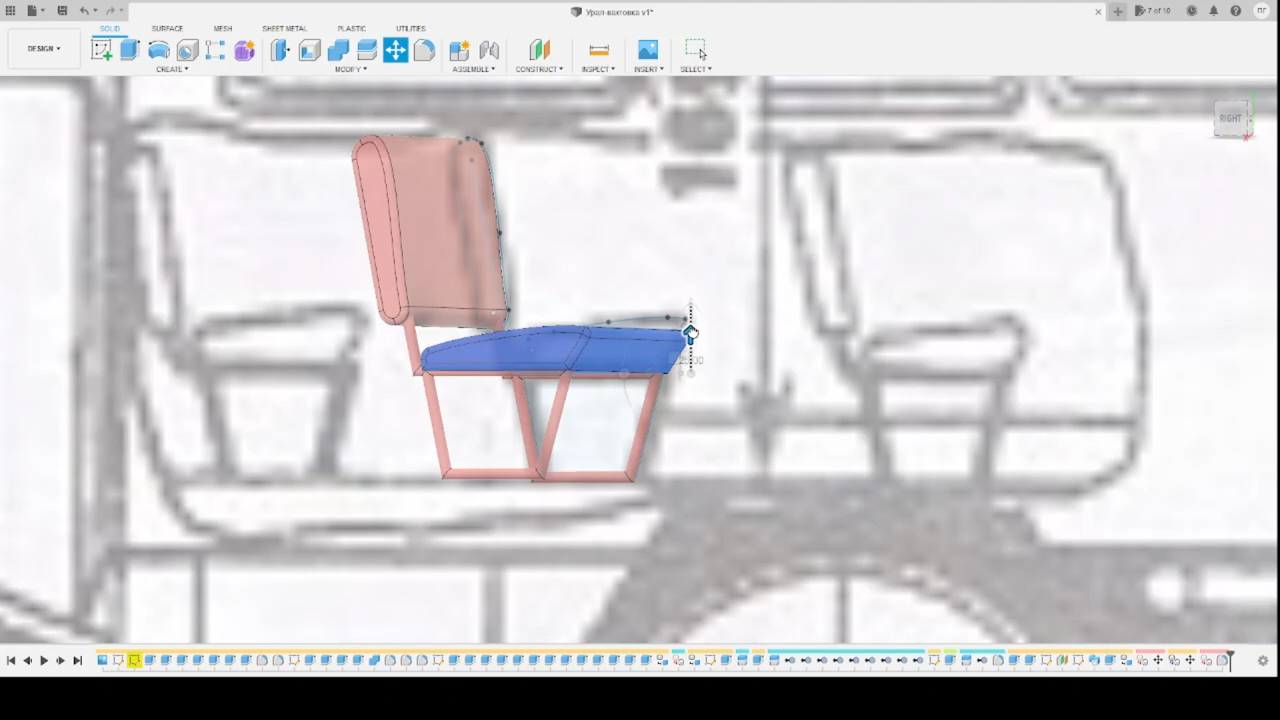 Урал-вахтовка v1*
7 of 10
ПГ
DESIGN
SOLID
SURFACE
MESH
SHEET METAL
PLASTIC
UTILITIES
CREATE
MODIFY
ASSEMBLE
CONSTRUCT
INSPECT
INSERT
SELECT
RIGHT